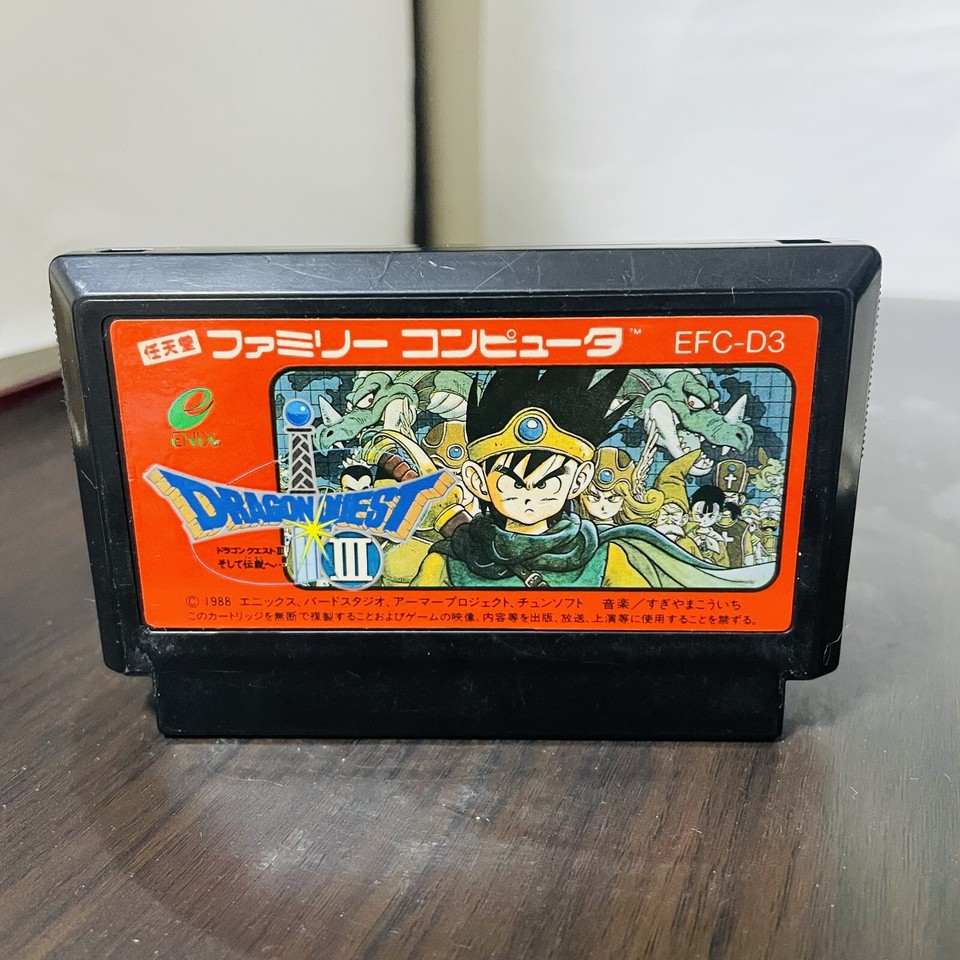 任天堂 ファミリー コンピュータ™ EFC-D3
ENIX
DRAGON QUEST
III
ドラゴンクエストIII
そして伝説へ…
© 1988 エニックス、バードスタジオ、アーマープロジェクト、チュンソフト 音楽／すぎやまこういち
このカートリッジを無断で複製することおよびゲームの映像、内容等を出版、放送、上演等に使用することを禁ずる。